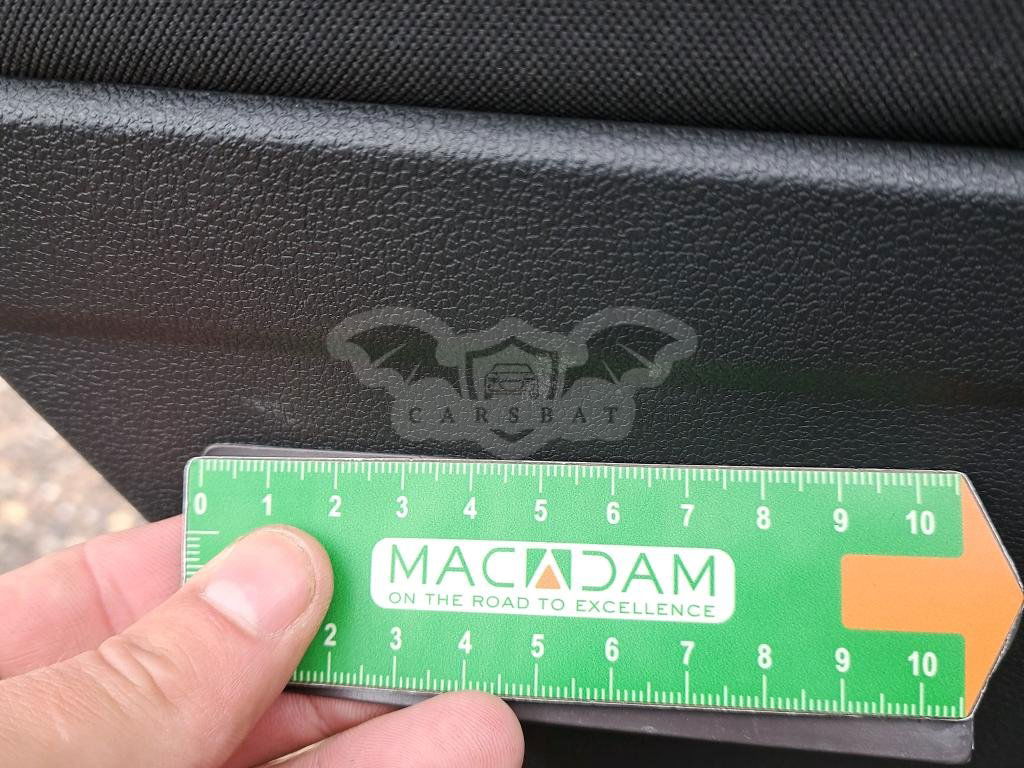 CARSBAT
0 1 2 3 4 5 6 7 8 9 10
MACADAM
ON THE ROAD TO EXCELLENCE
2 3 4 5 6 7 8 9 10